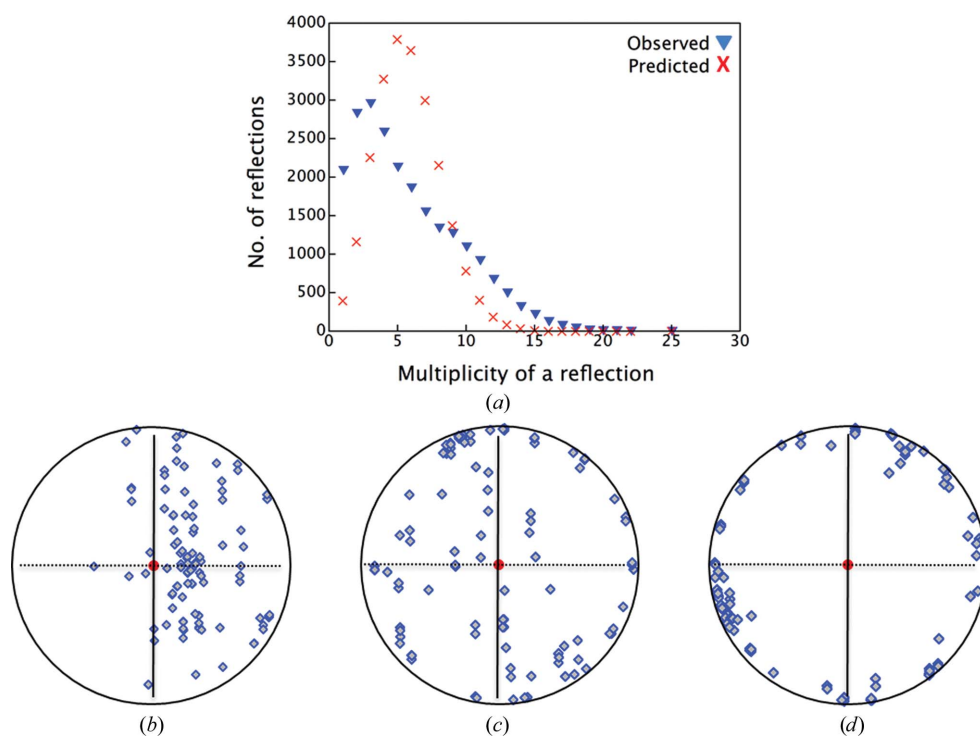 4000
3500
3000
2500
2000
1500
1000
500
0
No. of reflections
Observed
Predicted X
0 5 10 15 20 25 30
Multiplicity of a reflection
(a)
(b) (c) (d)